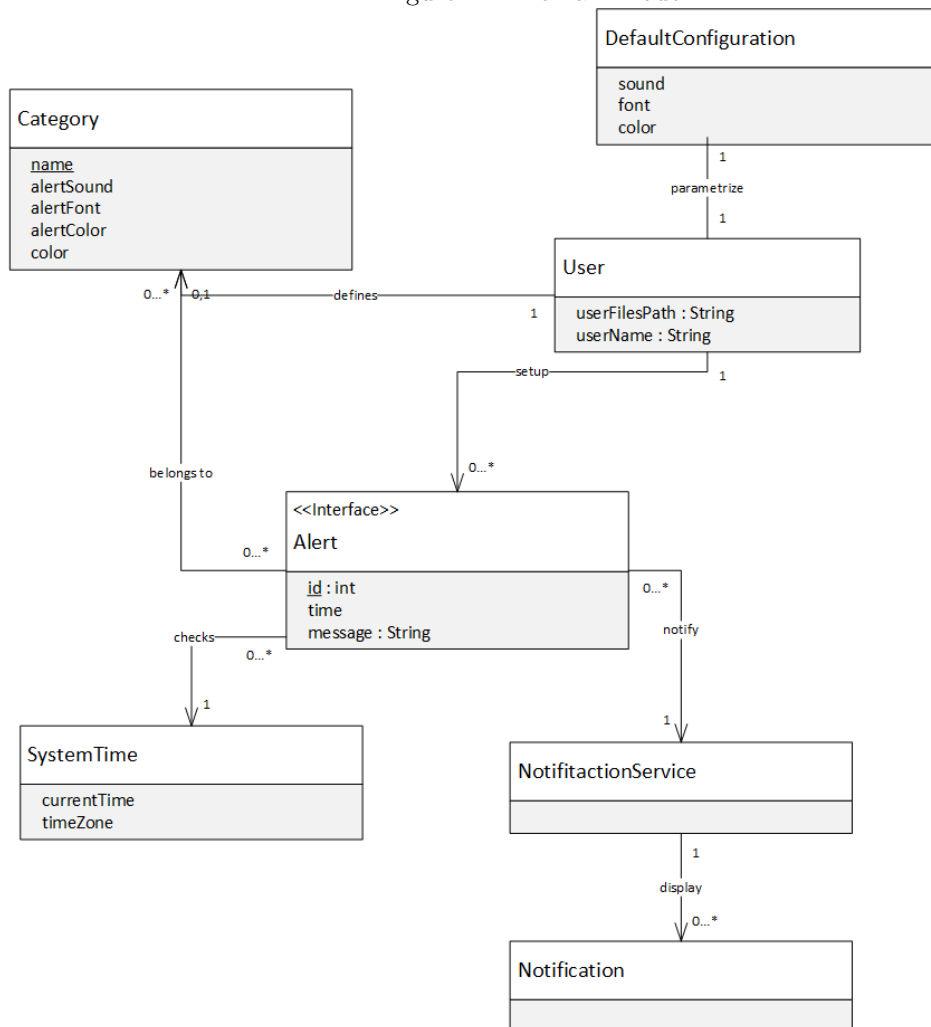 DefaultConfiguration
sound
font
color
1
parametrize
1
Category
name
alertSound
alertFont
alertColor
color
User
userFilesPath : String
userName : String
0...*
0,1
defines
1
setup
1
0...*
belongs to
<<Interface>>
Alert
id : int
time
message : String
0...*
0...*
notify
1
checks
0...*
1
SystemTime
currentTime
timeZone
NotifitactionService
1
display
0...*
Notification